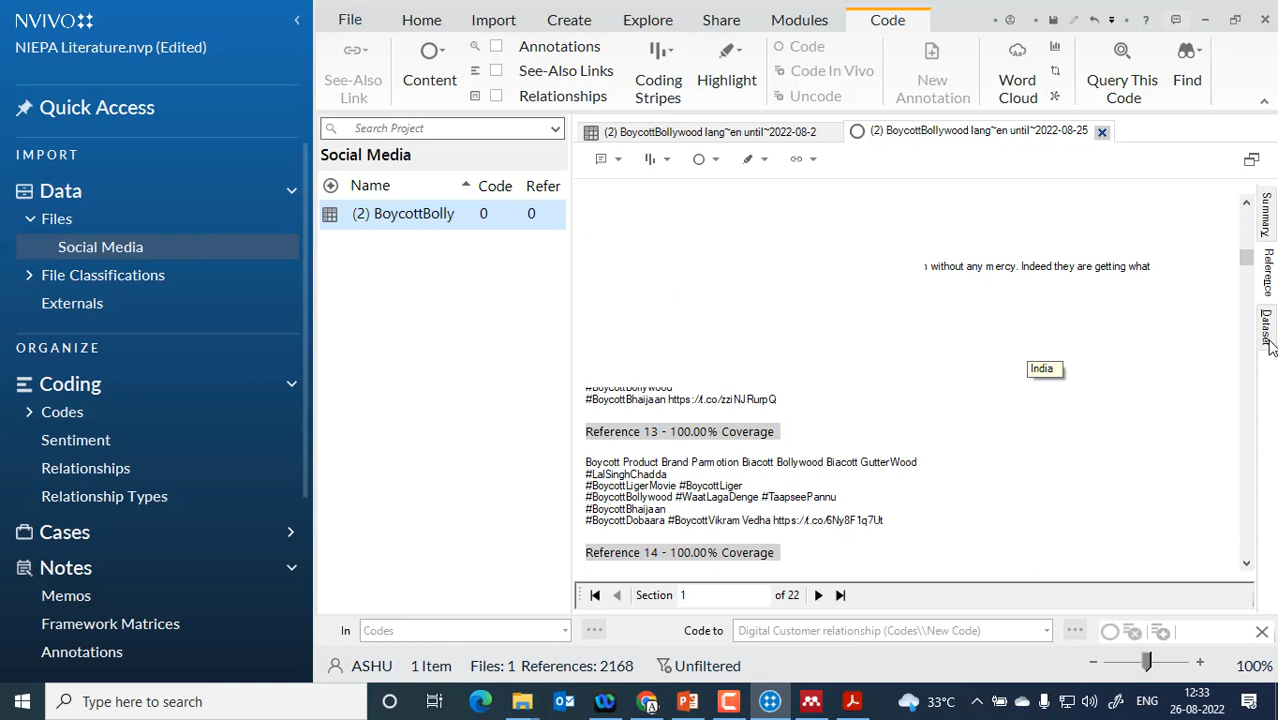 NVIVO
NIEPA Literature.nvp (Edited)
Quick Access
IMPORT
Data
Files
Social Media
File Classifications
Externals
ORGANIZE
Coding
Codes
Sentiment
Relationships
Relationship Types
Cases
Notes
Memos
Framework Matrices
Annotations
File Home Import Create Explore Share Modules Code
See-Also Link
Content
Annotations
See-Also Links
Relationships
Coding Stripes
Highlight
Code
Code In Vivo
Uncode
New Annotation
Word Cloud
Query This Code
Find
Search Project
Social Media
Name Code Refer
(2) BoycottBolly 0 0
(2) BoycottBollywood lang~en until~2022-08-2
(2) BoycottBollywood lang~en until~2022-08-25
without any mercy. Indeed they are getting what
India
#BoycottBollywood
#BoycottBhaijaan https://t.co/zziNJRurpQ
Reference 13 - 100.00% Coverage
Boycott Product Brand Parmotion Biacott Bollywood Biacott GutterWood
#LalSinghChadda
#BoycottLigerMovie #BoycottLiger
#BoycottBollywood #WaatLagaDenge #TaapseePannu
#BoycottBhaijaan
#BoycottDobaara #BoycottVikram Vedha https://t.co/6Ny8F1q7Ut
Reference 14 - 100.00% Coverage
Summary
Reference
Dataset
Section 1 of 22
In Codes Code to Digital Customer relationship (Codes\\New Code)
ASHU 1 Item Files: 1 References: 2168 Unfiltered 100%
Type here to search
33°C ENG 12:33
26-08-2022